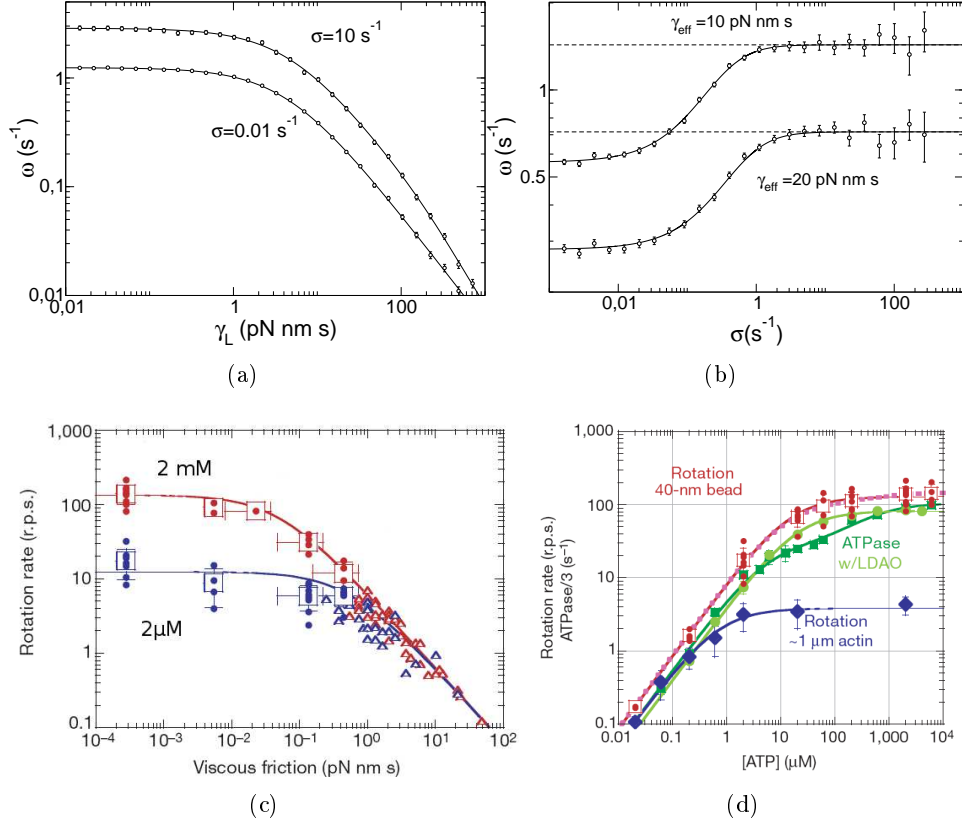 σ=10 s⁻¹
σ=0.01 s⁻¹
ω (s⁻¹)
1
0,1
0,01
0,1 1 10 100
γL (pN nm s)
(a)
γeff =10 pN nm s
γeff =20 pN nm s
ω (s⁻¹)
1
0.5
0,01 1 100
σ(s⁻¹)
(b)
1,000
100
10
1
0.1
Rotation rate (r.p.s.)
2 mM
2µM
10⁻⁴ 10⁻³ 10⁻² 10⁻¹ 10⁰ 10¹ 10²
Viscous friction (pN nm s)
(c)
1,000
100
10
1
0.1
Rotation rate (r.p.s.)
ATPase/3 (s⁻¹)
Rotation
40-nm bead
ATPase
w/LDAO
Rotation
~1 µm actin
0.01 0.1 1 10 100 1,000 10⁴
[ATP] (µM)
(d)